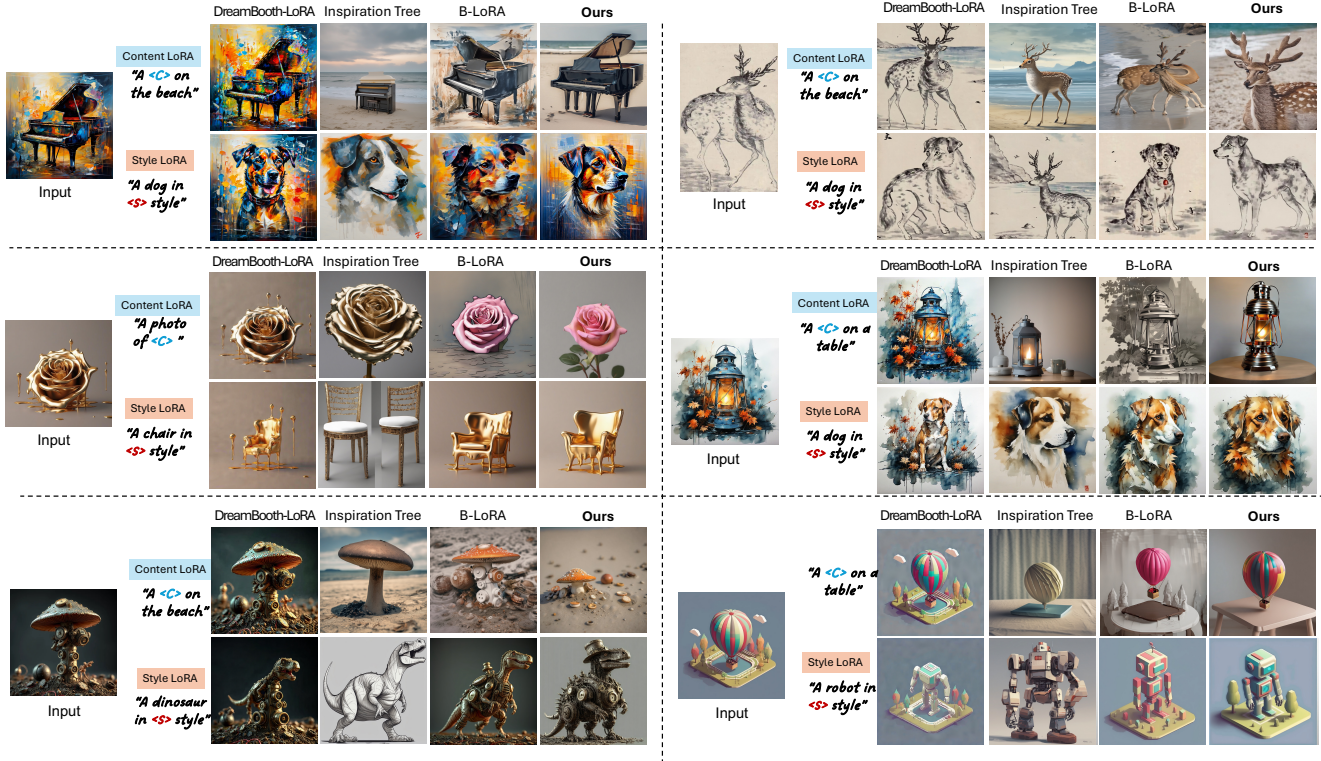 DreamBooth-LoRA Inspiration Tree B-LoRA Ours
Content LoRA
"A <C> on
the beach"
Style LoRA
"A dog in
<S> style"
Input
DreamBooth-LoRA Inspiration Tree B-LoRA Ours
Content LoRA
"A <C> on
the beach"
Style LoRA
"A dog in
<S> style"
Input
DreamBooth-LoRA Inspiration Tree B-LoRA Ours
Content LoRA
"A photo
of <C> "
Style LoRA
"A chair in
<S> style"
Input
DreamBooth-LoRA Inspiration Tree B-LoRA Ours
Content LoRA
"A <C> on a
table"
Style LoRA
"A dog in
<S> style"
Input
DreamBooth-LoRA Inspiration Tree B-LoRA Ours
Content LoRA
"A <C> on
the beach"
Style LoRA
"A dinosaur
in <S> style"
Input
DreamBooth-LoRA Inspiration Tree B-LoRA Ours
"A <C> on a
table"
Style LoRA
"A robot in
<S> style"
Input